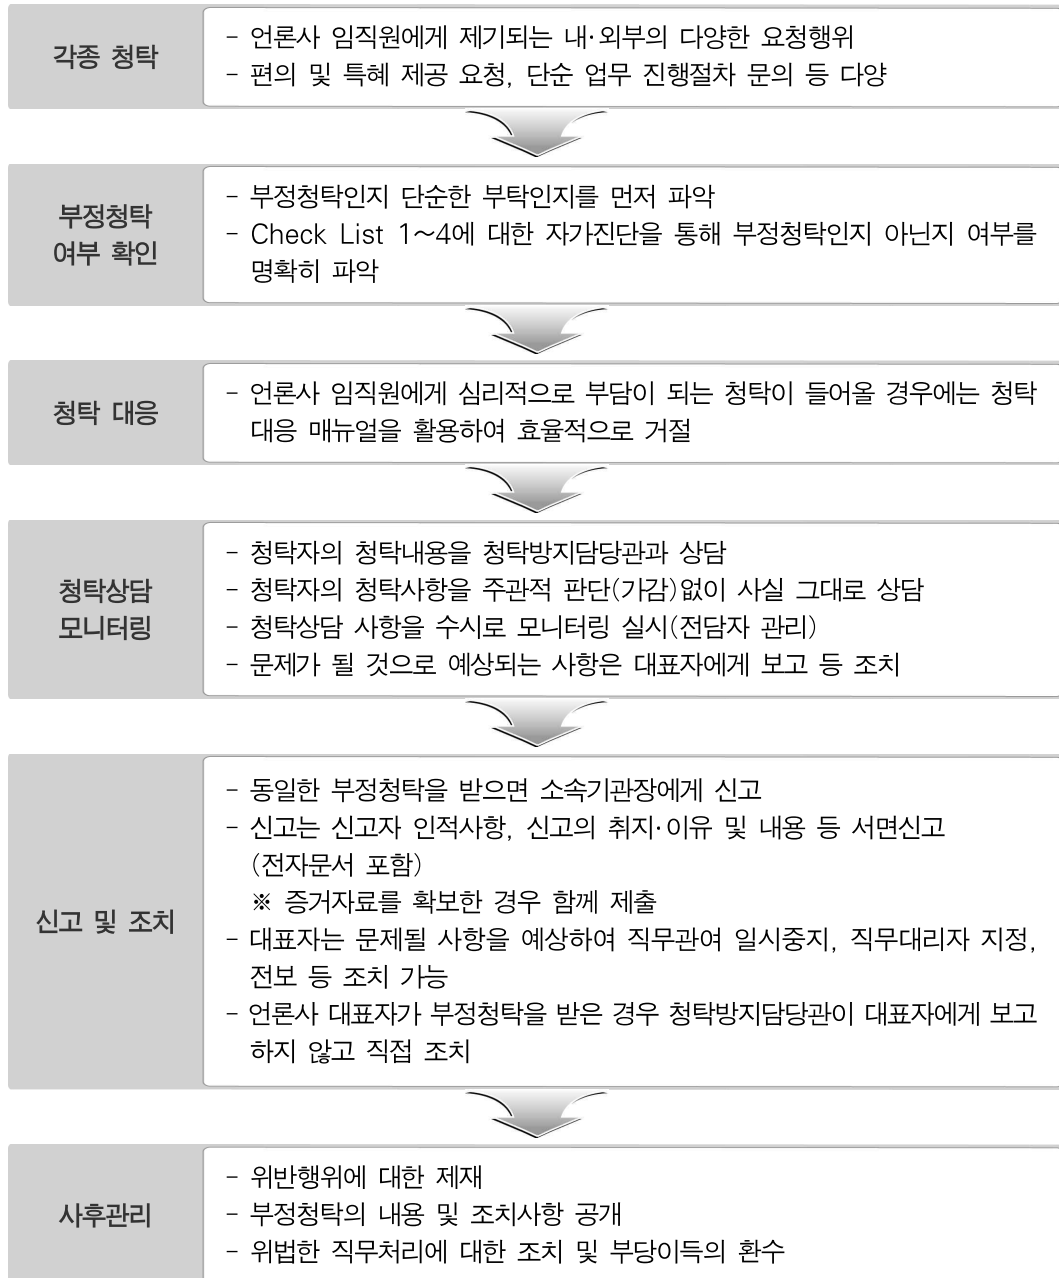 각종 청탁
- 언론사 임직원에게 제기되는 내·외부의 다양한 요청행위
- 편의 및 특혜 제공 요청, 단순 업무 진행절차 문의 등 다양
부정청탁
여부 확인
- 부정청탁인지 단순한 부탁인지를 먼저 파악
- Check List 1~4에 대한 자가진단을 통해 부정청탁인지 아닌지 여부를
명확히 파악
청탁 대응
- 언론사 임직원에게 심리적으로 부담이 되는 청탁이 들어올 경우에는 청탁
대응 매뉴얼을 활용하여 효율적으로 거절
청탁상담
모니터링
- 청탁자의 청탁내용을 청탁방지담당관과 상담
- 청탁자의 청탁사항을 주관적 판단(가감)없이 사실 그대로 상담
- 청탁상담 사항을 수시로 모니터링 실시(전담자 관리)
- 문제가 될 것으로 예상되는 사항은 대표자에게 보고 등 조치
신고 및 조치
- 동일한 부정청탁을 받으면 소속기관장에게 신고
- 신고는 신고자 인적사항, 신고의 취지·이유 및 내용 등 서면신고
(전자문서 포함)
※ 증거자료를 확보한 경우 함께 제출
- 대표자는 문제될 사항을 예상하여 직무관여 일시중지, 직무대리자 지정,
전보 등 조치 가능
- 언론사 대표자가 부정청탁을 받은 경우 청탁방지담당관이 대표자에게 보고
하지 않고 직접 조치
사후관리
- 위반행위에 대한 제재
- 부정청탁의 내용 및 조치사항 공개
- 위법한 직무처리에 대한 조치 및 부당이득의 환수